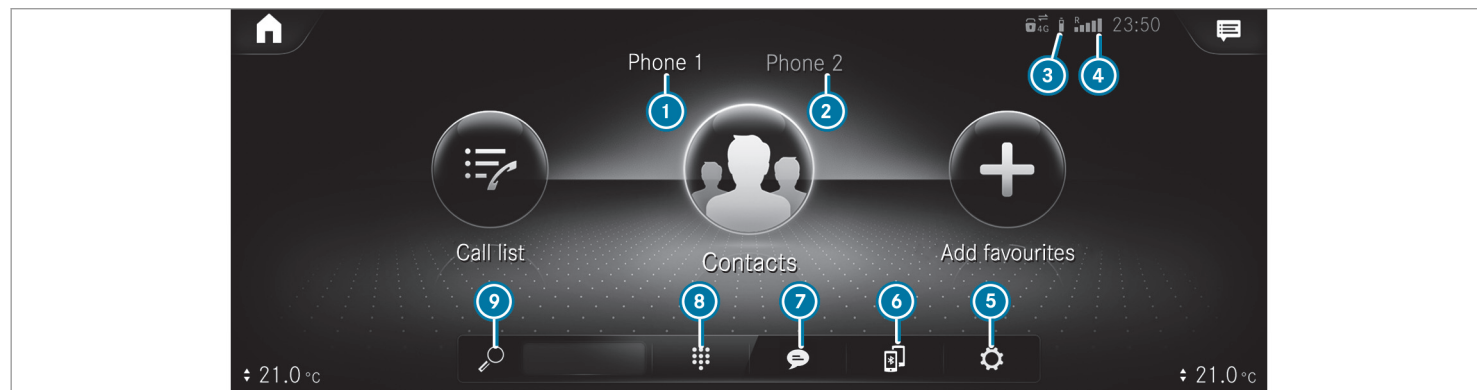 4G R 23:50
Phone 1 Phone 2
3 4
1 2
Call list Contacts Add favourites
9 8 7 6 5
21.0 °C 21.0 °C